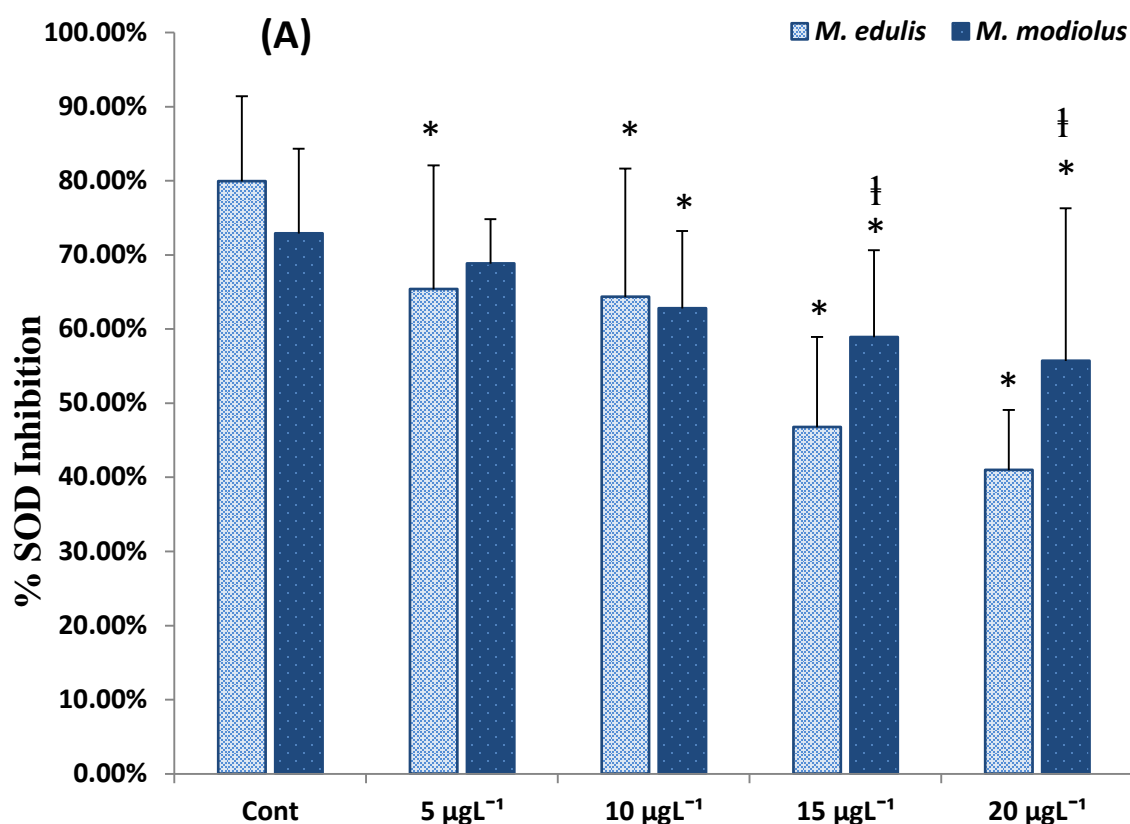 (A)
M. edulis M. modiolus
100.00%
90.00%
80.00%
70.00%
60.00%
50.00%
40.00%
30.00%
20.00%
10.00%
0.00%
% SOD Inhibition
* * * * ‡ * * ‡ *
Cont 5 µgL⁻¹ 10 µgL⁻¹ 15 µgL⁻¹ 20 µgL⁻¹